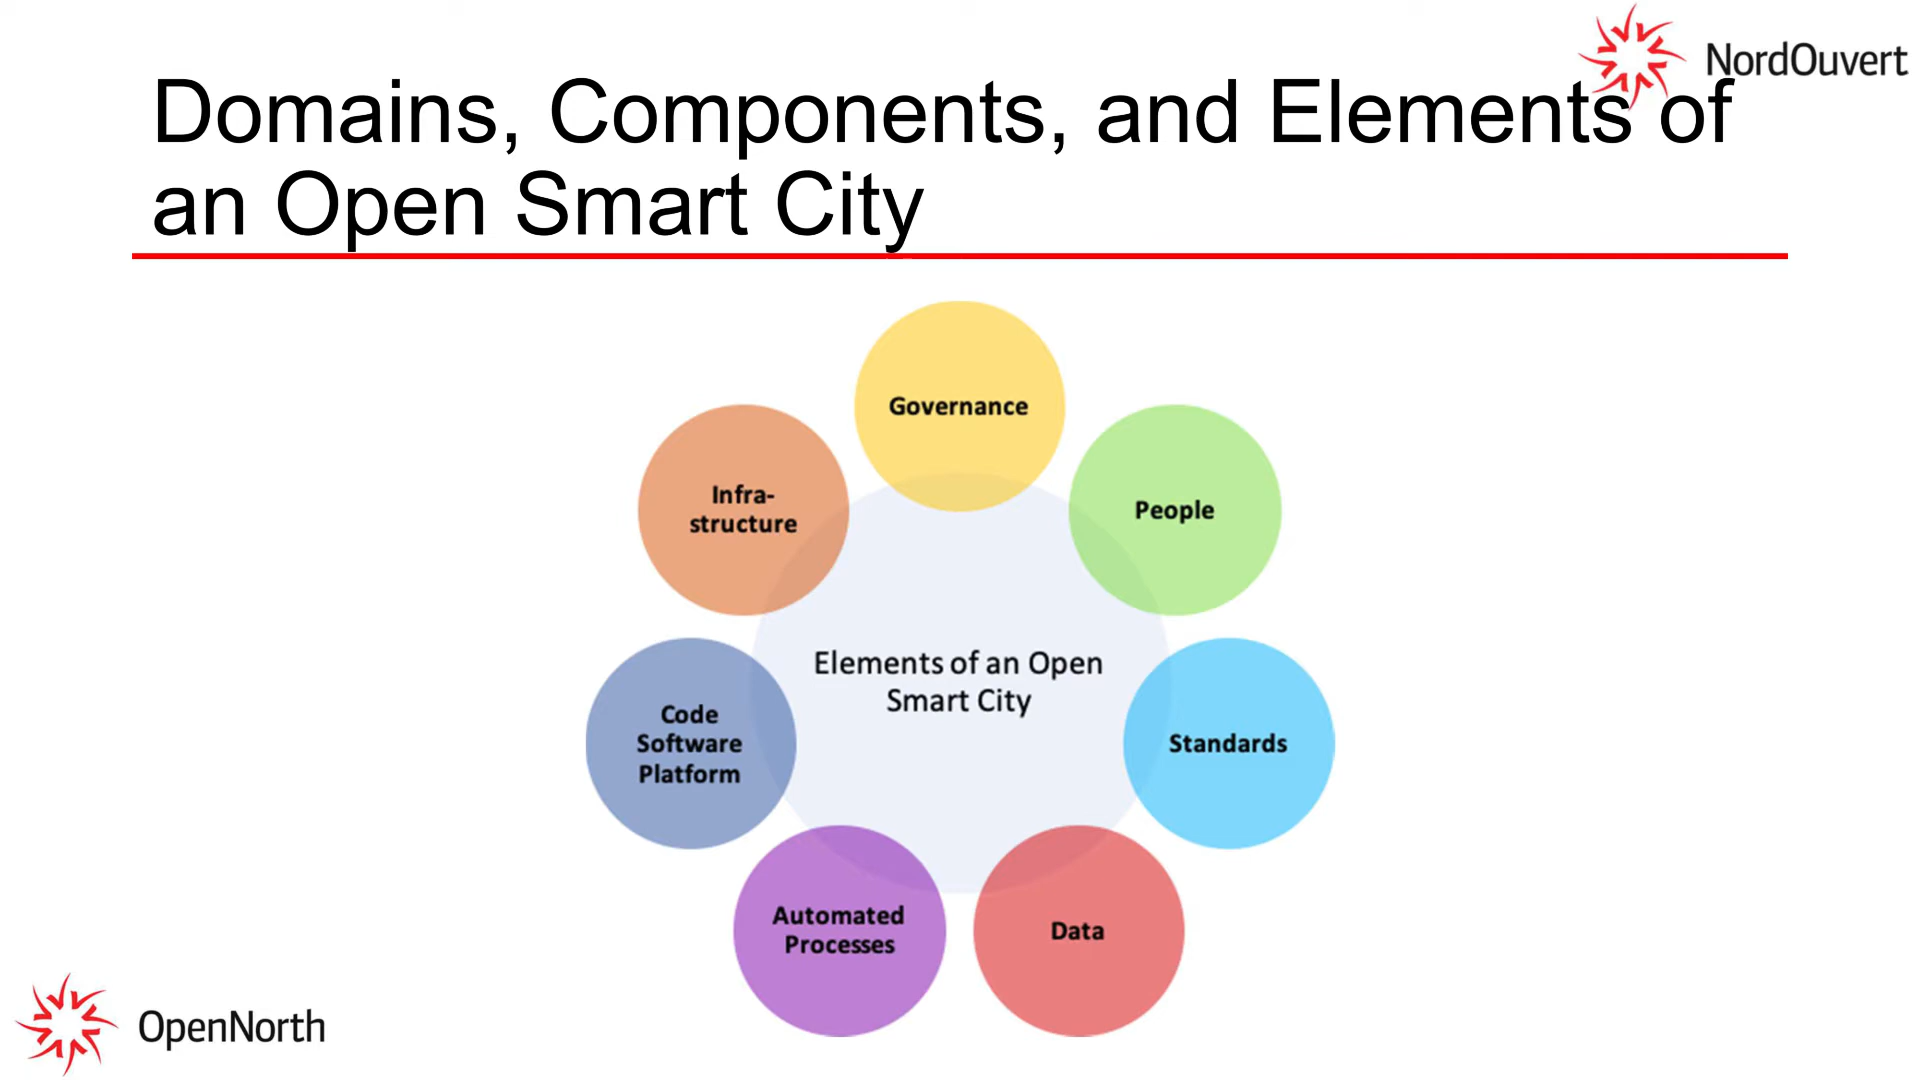 NordOuvert
Domains, Components, and Elements of
an Open Smart City
Governance
Infra-
structure
People
Elements of an Open
Smart City
Code
Software
Platform
Standards
Automated
Processes
Data
OpenNorth